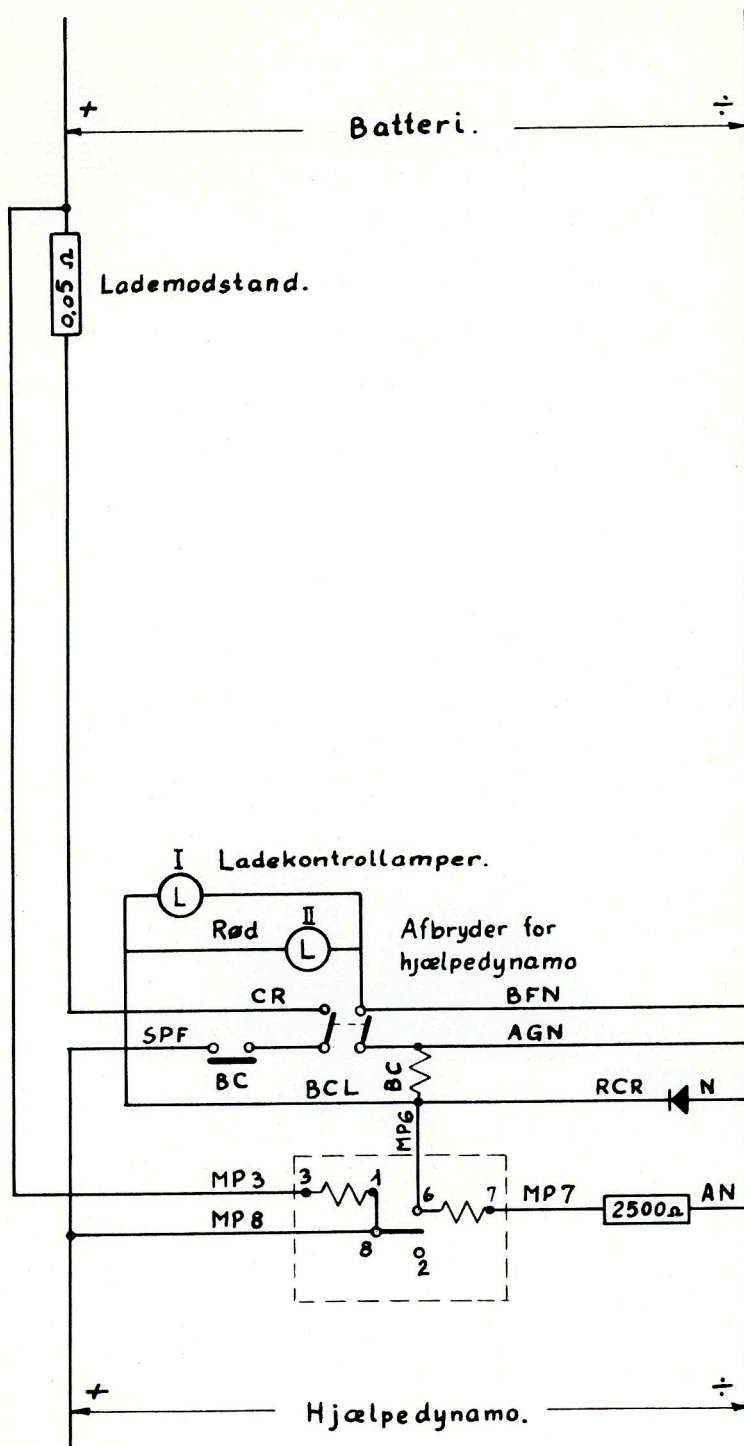 + ÷
Batteri.
0,05 Ω
Lademodstand.
I Ladekontrollamper.
L
II
Rød L
Afbryder for
hjælpedynamo
CR BFN
SPF AGN
BC BC
BCL RCR N
MP6
MP3 3 1 6 7 MP7 2500Ω AN
MP8
8 2
+ ÷
Hjælpedynamo.